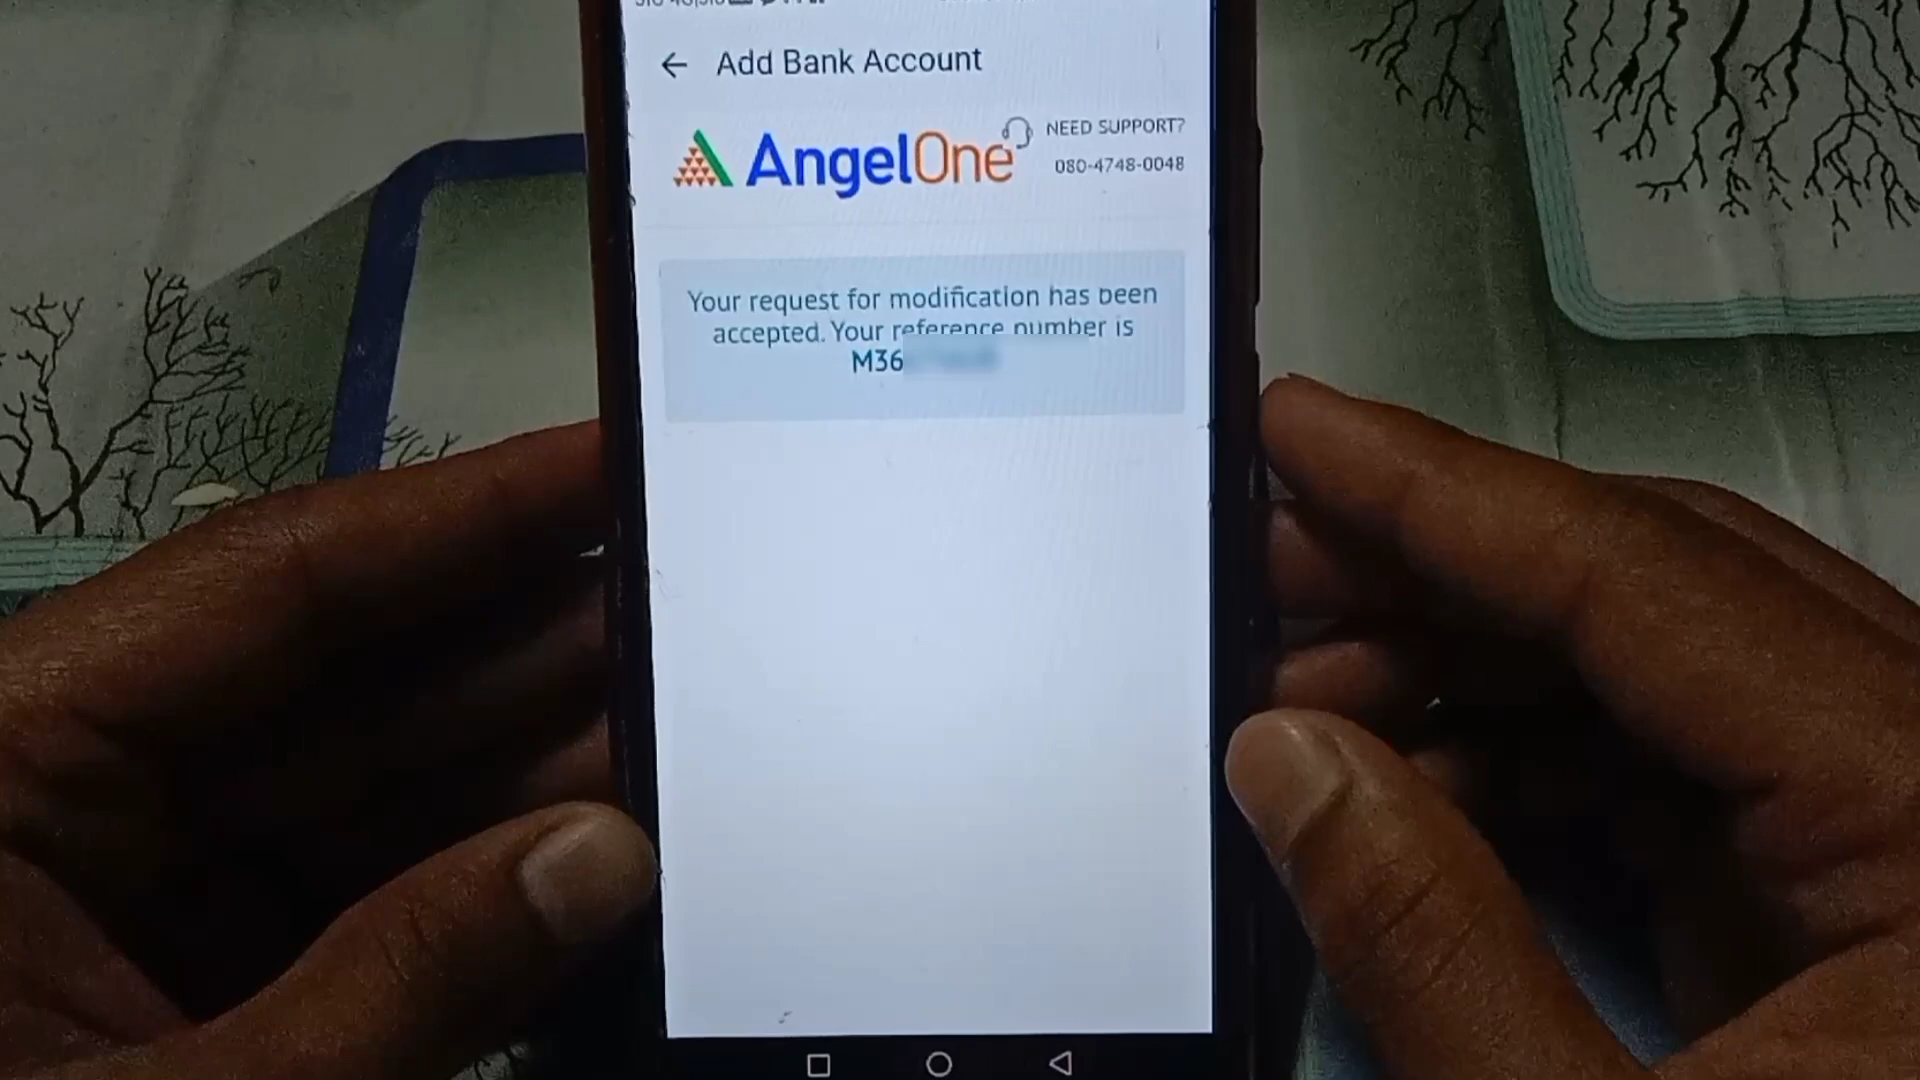 Add Bank Account
AngelOne
NEED SUPPORT?
080-4748-0048
Your request for modification has been
accepted. Your reference number is
M36